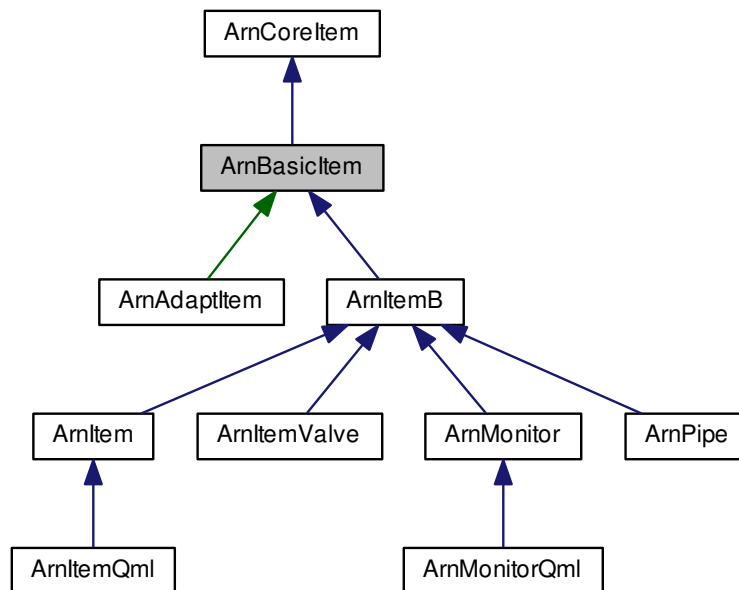 ArnCoreItem
ArnBasicItem
ArnAdaptItem
ArnItemB
ArnItem
ArnItemValve
ArnMonitor
ArnPipe
ArnItemQml
ArnMonitorQml